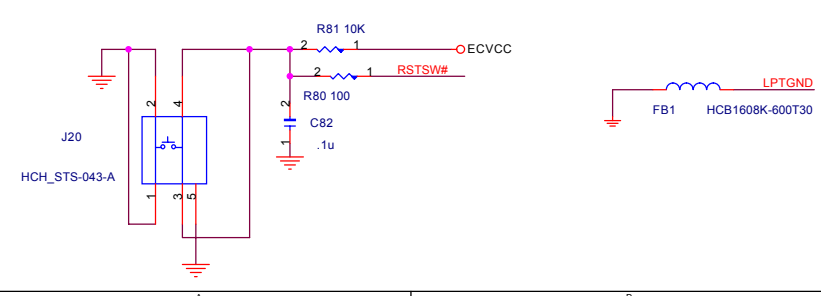 R81 10K
2
1
ECVCC
2
1
RSTSW#
R80 100
LPTGND
FB1
HCB1608K-600T30
2
4
2
C82
J20
1
.1u
HCH_STS-043-A
1
3
5